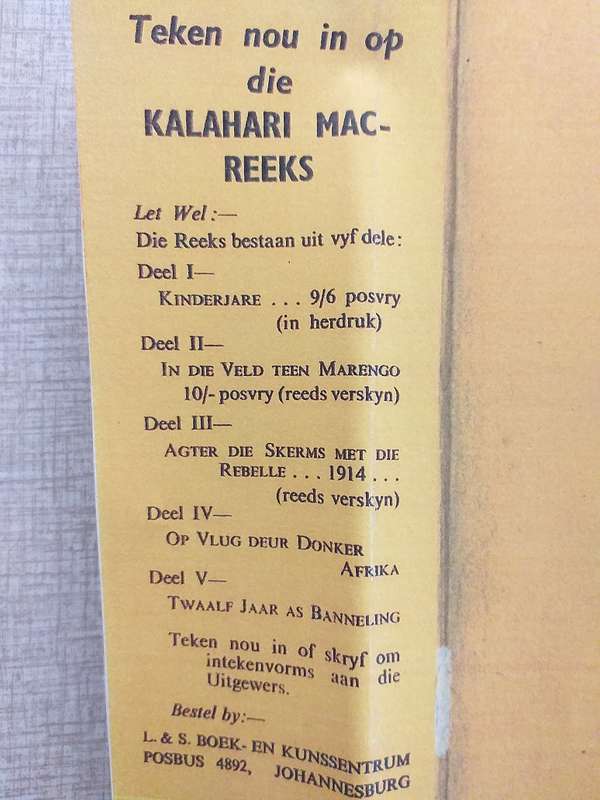 Teken nou in op
die
KALAHARI MAC-
REEKS
Let Wel:—
Die Reeks bestaan uit vyf dele:
Deel I—
KINDERJARE ... 9/6 posvry
(in herdruk)
Deel II—
IN DIE VELD TEEN MARENGO
10/- posvry (reeds verskyn)
Deel III—
AGTER DIE SKERMS MET DIE
REBELLE ... 1914 ...
(reeds verskyn)
Deel IV—
OP VLUG DEUR DONKER
AFRIKA
Deel V—
TWAALF JAAR AS BANNELING
Teken nou in of skryf om
intekenvorms aan die
Uitgewers.
Bestel by:—
L. & S. BOEK- EN KUNSSENTRUM
POSBUS 4892, JOHANNESBURG